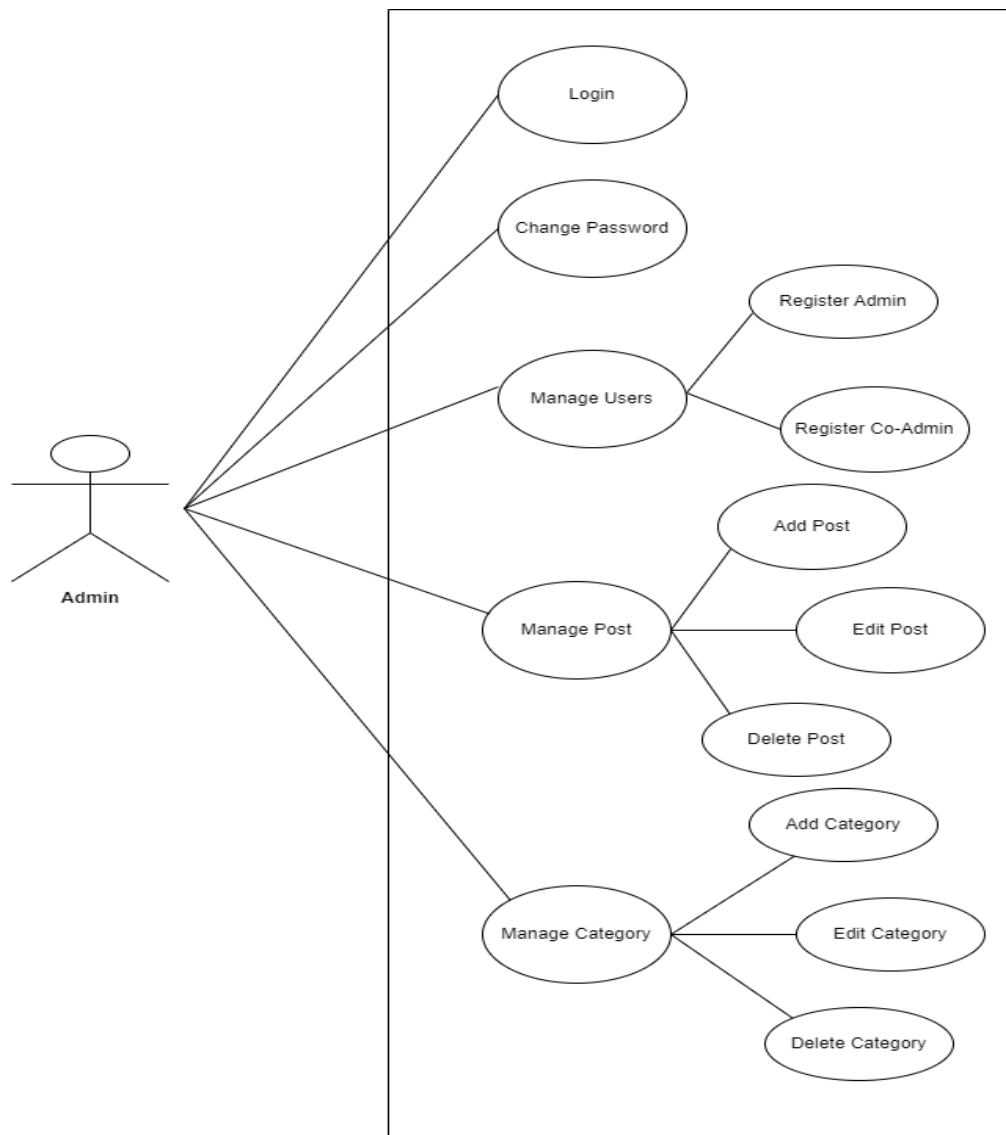 Login
Change Password
Register Admin
Manage Users
Register Co-Admin
Add Post
Admin
Manage Post
Edit Post
Delete Post
Add Category
Manage Category
Edit Category
Delete Category